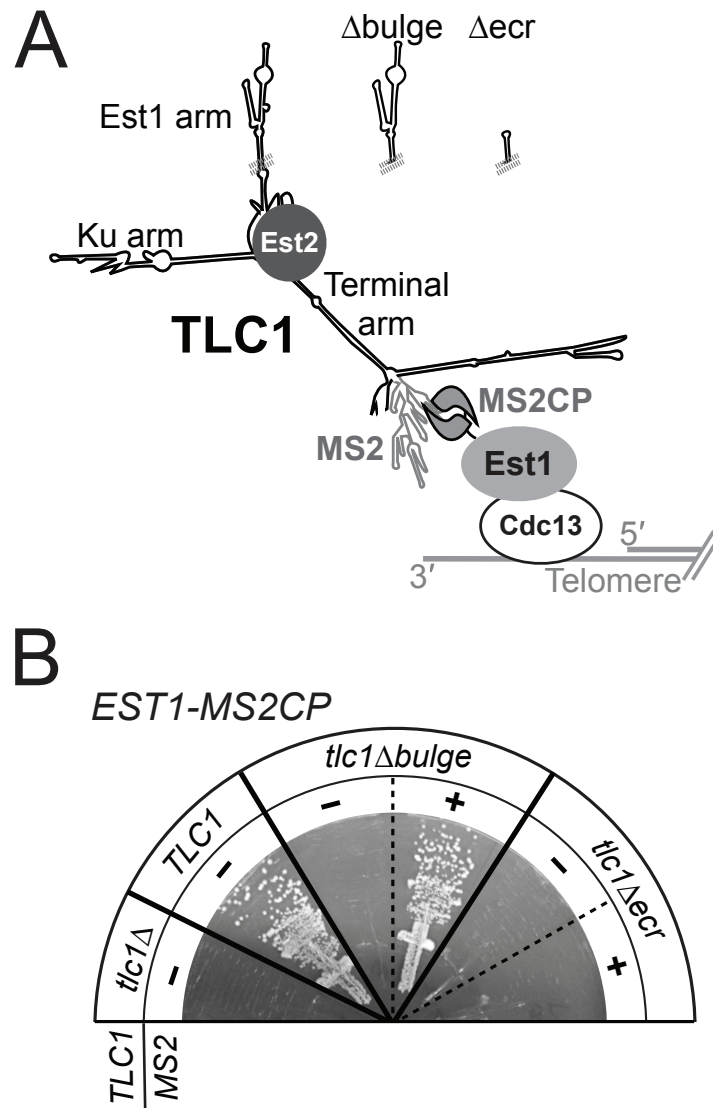 A
Δbulge
Δecr
Est1 arm
Ku arm
Est2
Terminal
arm
TLC1
MS2CP
MS2
Est1
Cdc13
5′
3′
Telomere
B
EST1-MS2CP
tlc1Δbulge
− +
TLC1
−
tlc1Δecr
−
+
tlc1Δ
−
TLC1
MS2